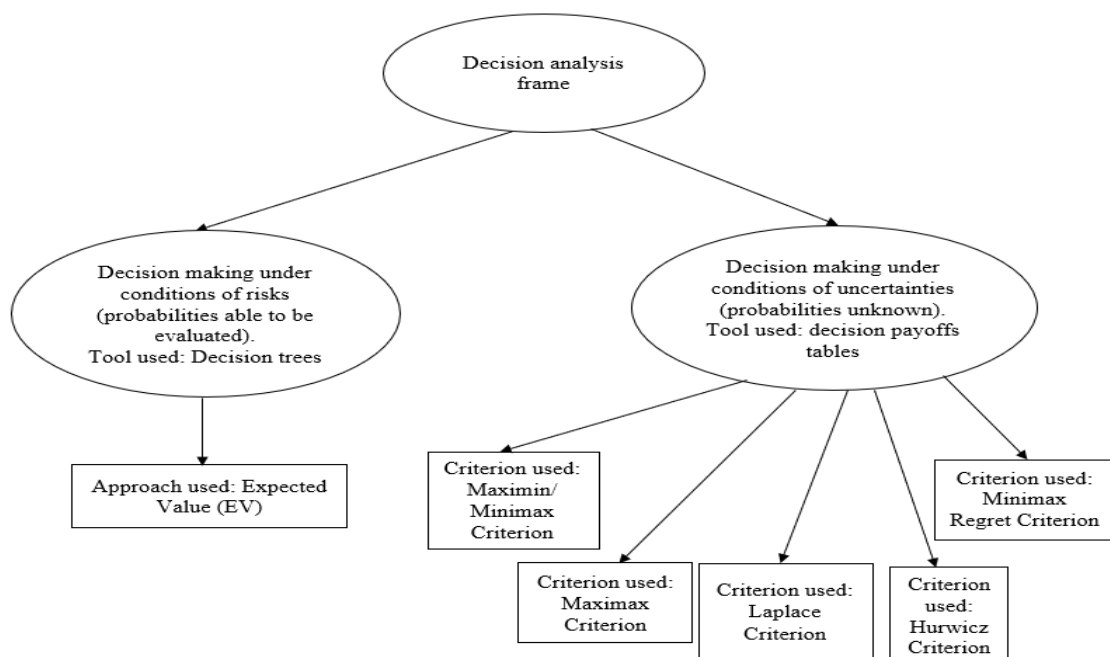 Decision analysis
frame
Decision making under
conditions of risks
(probabilities able to be
evaluated).
Tool used: Decision trees
Decision making under
conditions of uncertainties
(probabilities unknown).
Tool used: decision payoffs
tables
Approach used: Expected
Value (EV)
Criterion used:
Maximin/
Minimax
Criterion
Criterion used:
Maximax
Criterion
Criterion used:
Laplace
Criterion
Criterion
used:
Hurwicz
Criterion
Criterion used:
Minimax
Regret Criterion